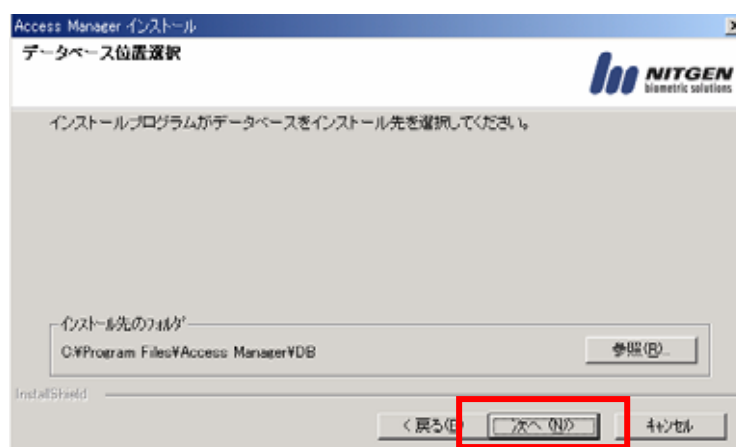 Access Manager インストール
データベース位置選択
NITGEN
biometric solutions
インストールプログラムがデータベースをインストール先を選択してください。
インストール先のフォルダ
C:¥Program Files¥Access Manager¥DB
参照(R)...
InstallShield
< 戻る(B)
次へ (N)>
キャンセル